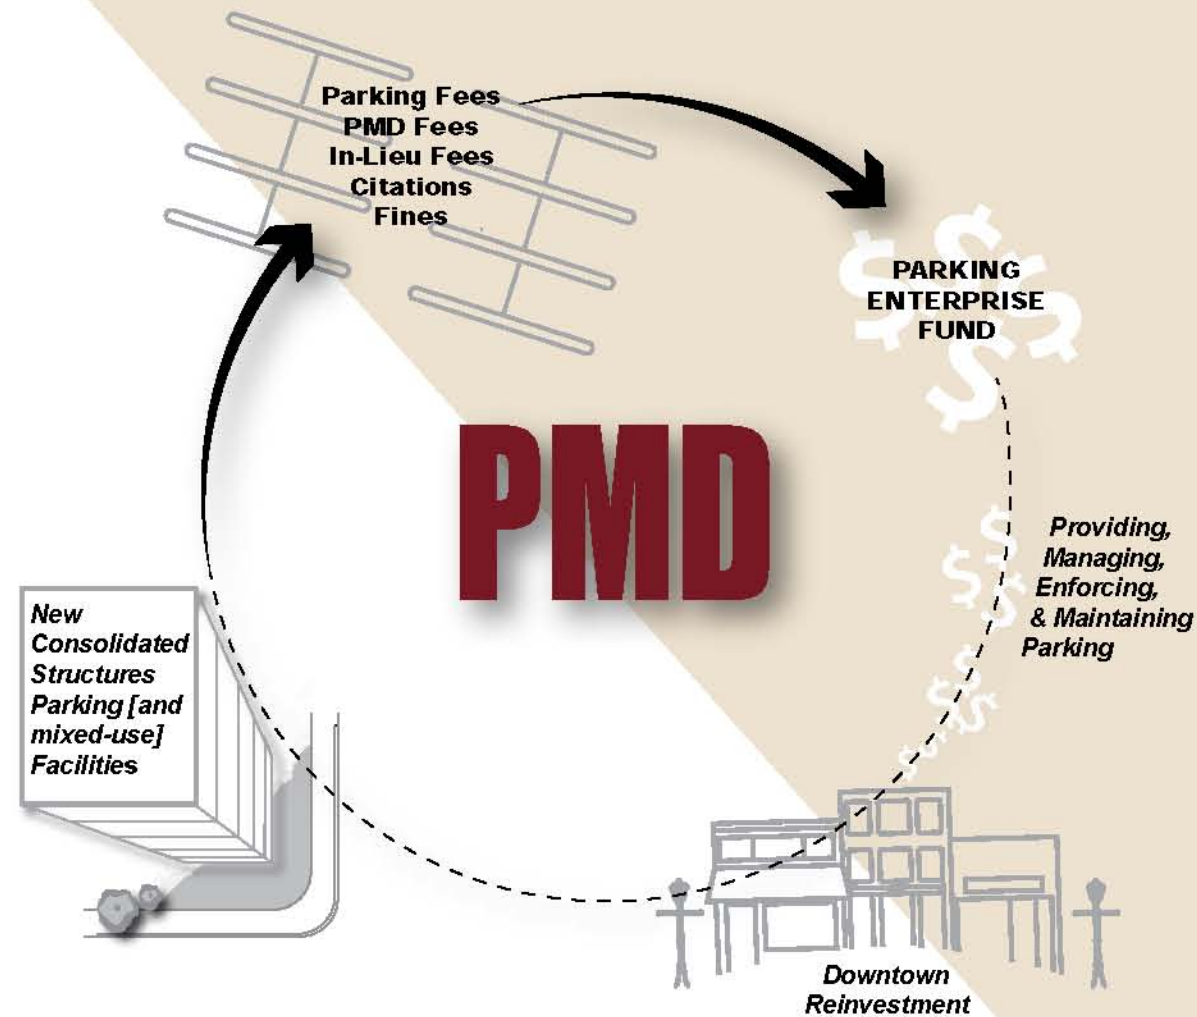 Parking Fees
PMD Fees
In-Lieu Fees
Citations
Fines
PARKING
ENTERPRISE
FUND
PMD
Providing,
Managing,
Enforcing,
& Maintaining
Parking
New
Consolidated
Structures
Parking [and
mixed-use]
Facilities
Downtown
Reinvestment